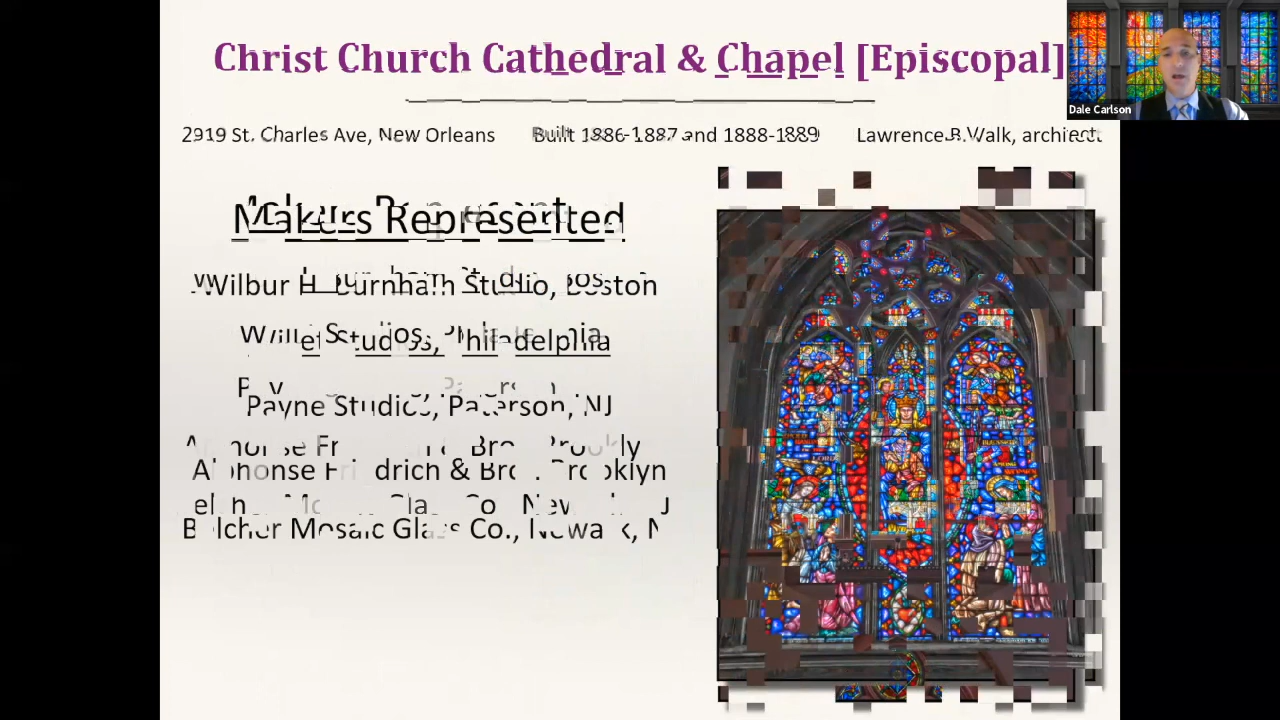 Christ Church Cathedral & Chapel [Episcopal]
Dale Carlson
2919 St. Charles Ave, New Orleans Built 1886-1887 and 1888-1889 Lawrence B. Walk, architect
Makers Represented
Wilbur H Burnham Studio, Boston
Willet Studios, Philadelphia
Payne Studios, Paterson, NJ
Alphonse Friedrich & Bro. Brooklyn
Belcher Mosaic Glass Co., Newark, NJ